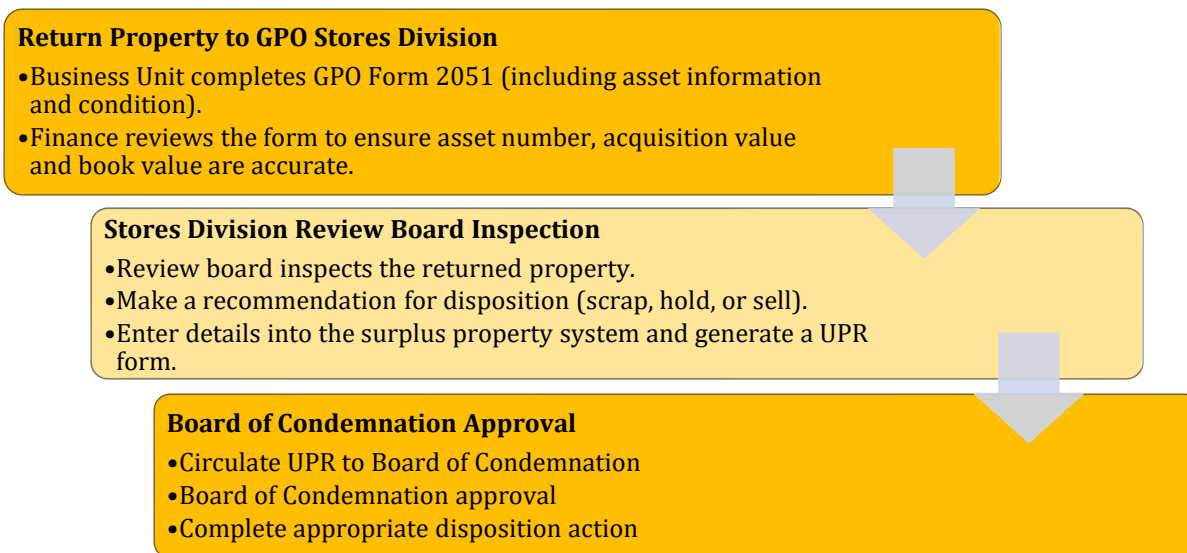 Return Property to GPO Stores Division
•Business Unit completes GPO Form 2051 (including asset information
and condition).
•Finance reviews the form to ensure asset number, acquisition value
and book value are accurate.
Stores Division Review Board Inspection
•Review board inspects the returned property.
•Make a recommendation for disposition (scrap, hold, or sell).
•Enter details into the surplus property system and generate a UPR
form.
Board of Condemnation Approval
•Circulate UPR to Board of Condemnation
•Board of Condemnation approval
•Complete appropriate disposition action